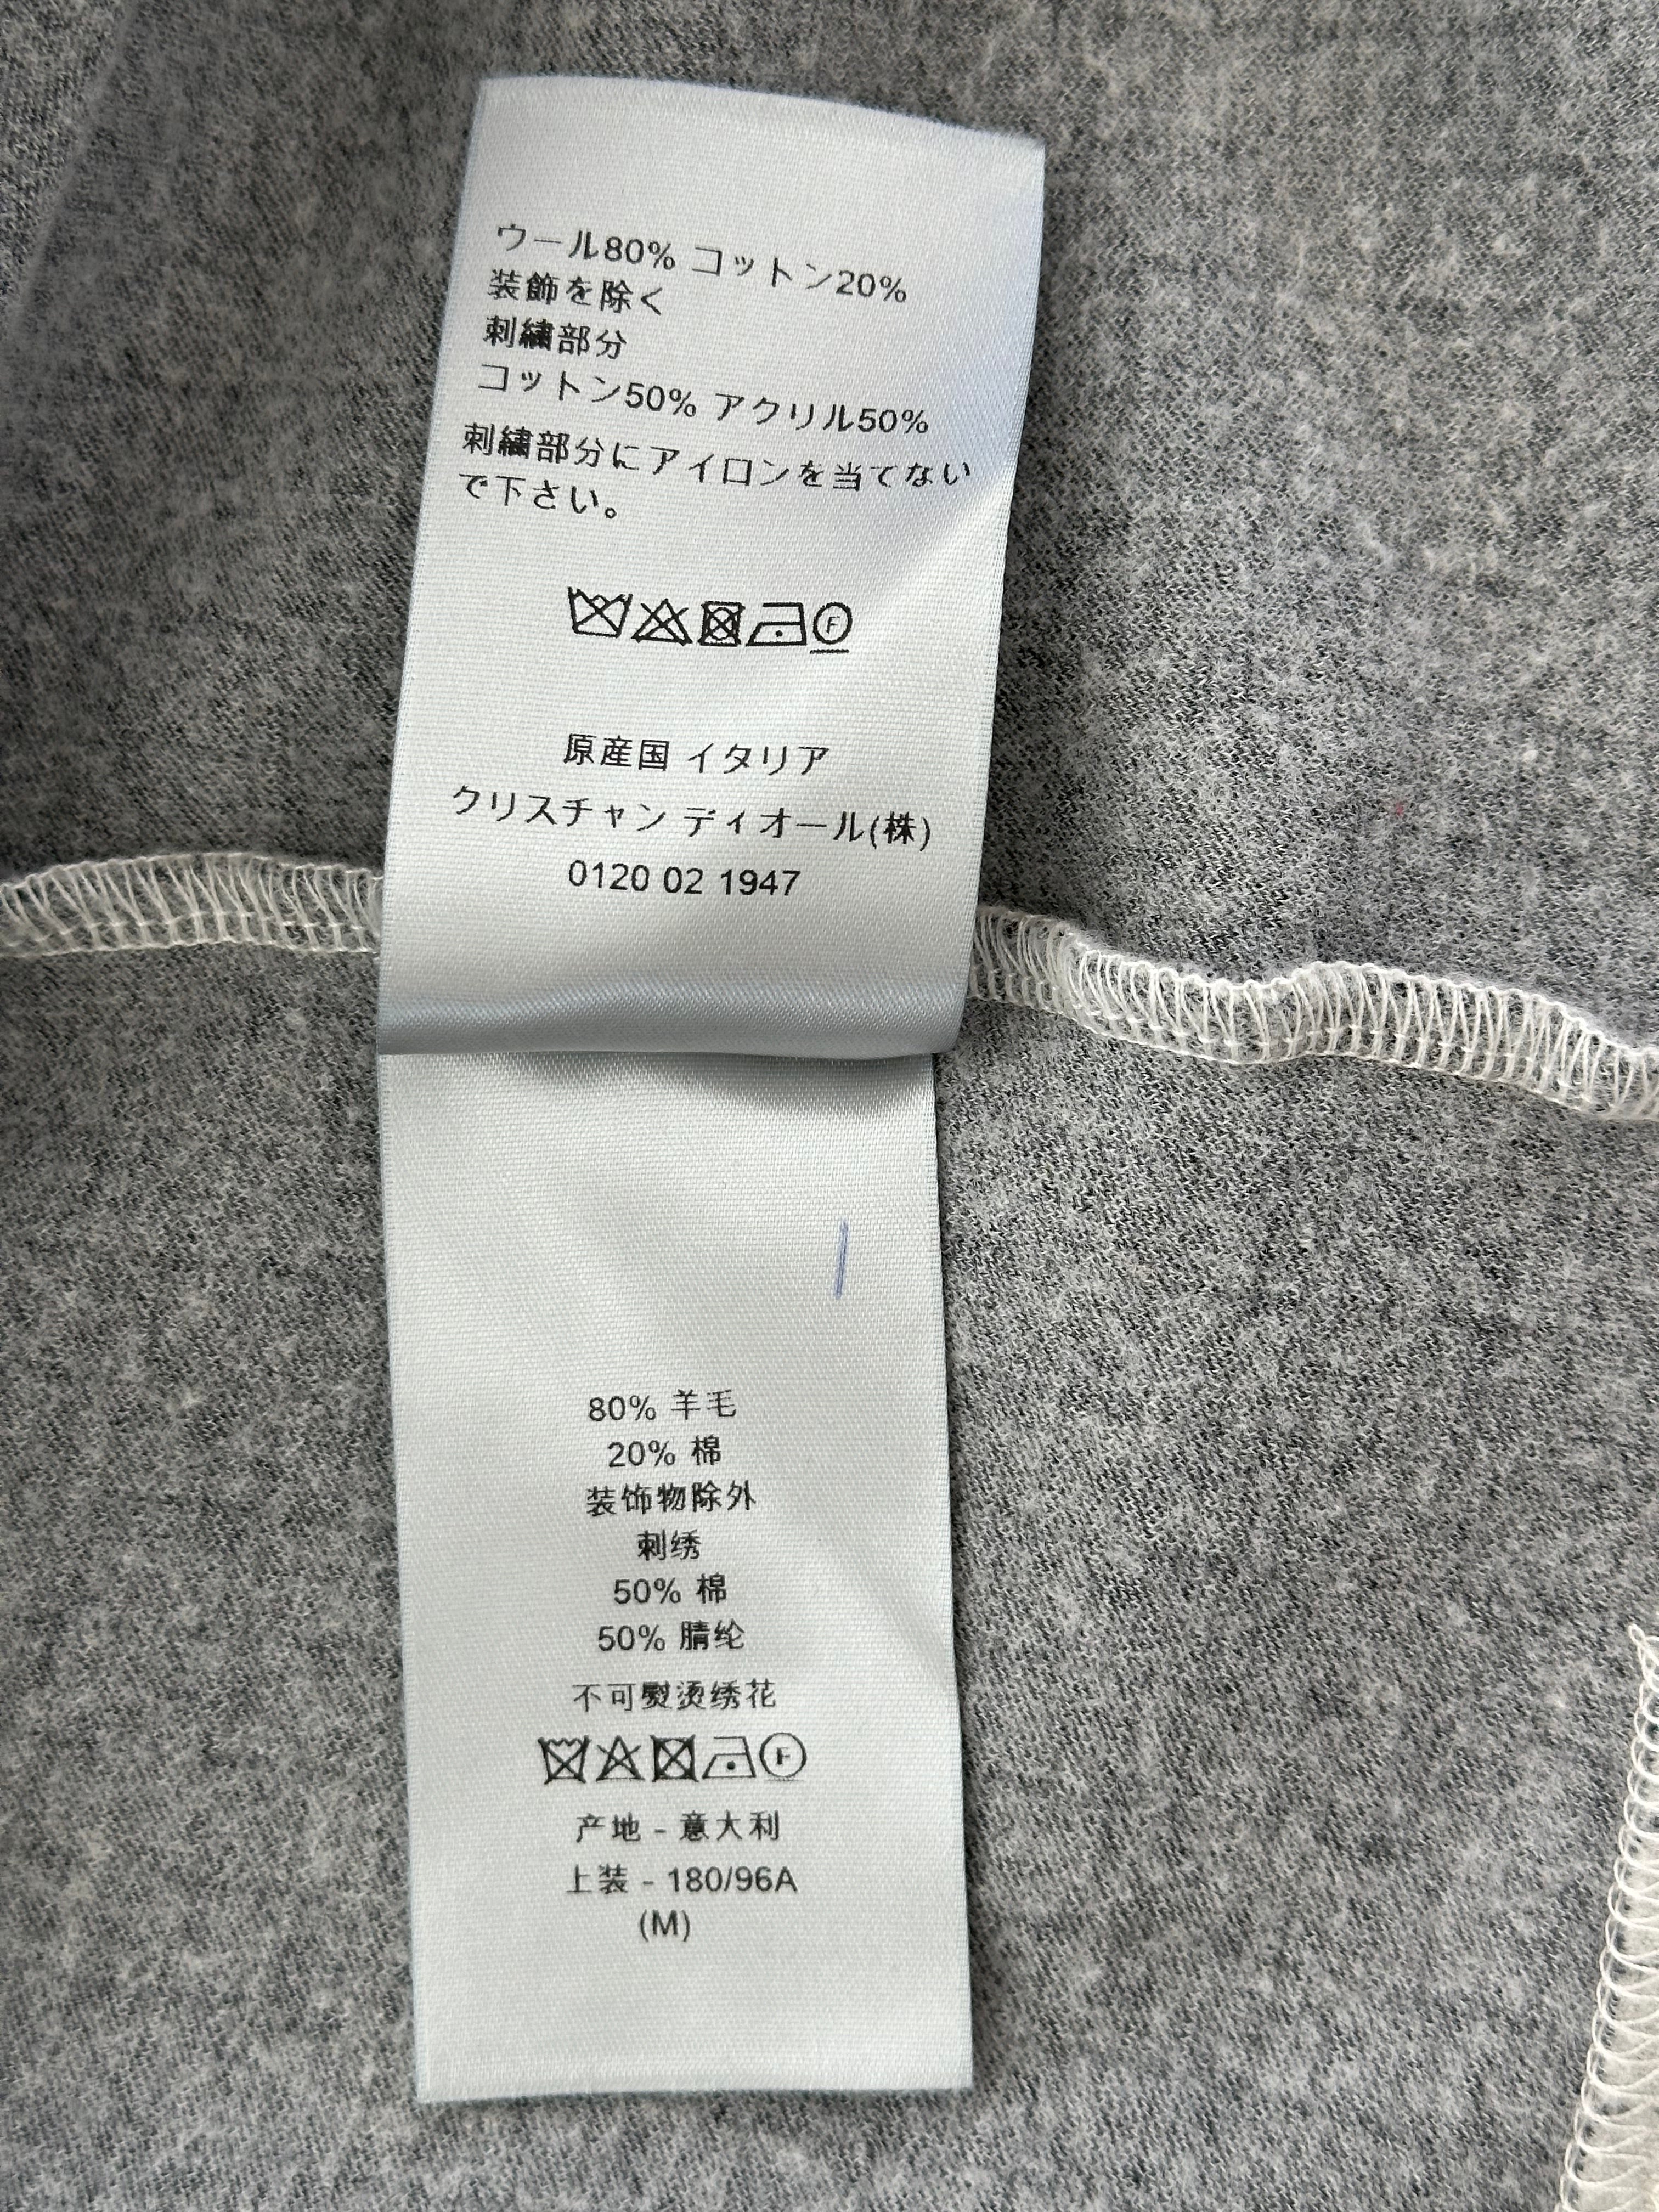 ウール80% コットン20%
装飾を除く
刺繍部分
コットン50% アクリル50%
刺繍部分にアイロンを当てない
で下さい。
F
原産国 イタリア
クリスチャン ディオール(株)
0120 02 1947
80% 羊毛
20% 棉
装饰物除外
刺绣
50% 棉
50% 腈纶
不可熨烫绣花
F
产地 - 意大利
上装 - 180/96A
(M)